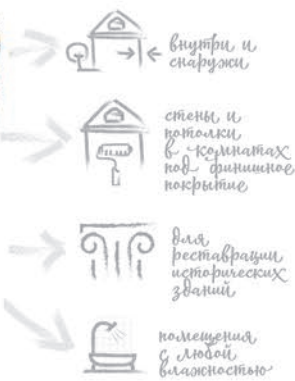 внутри и
снаружи
стены и
потолки
в комнатах
под финишное
покрытие
для
реставрации
исторических
зданий
помещения
с любой
влажностью